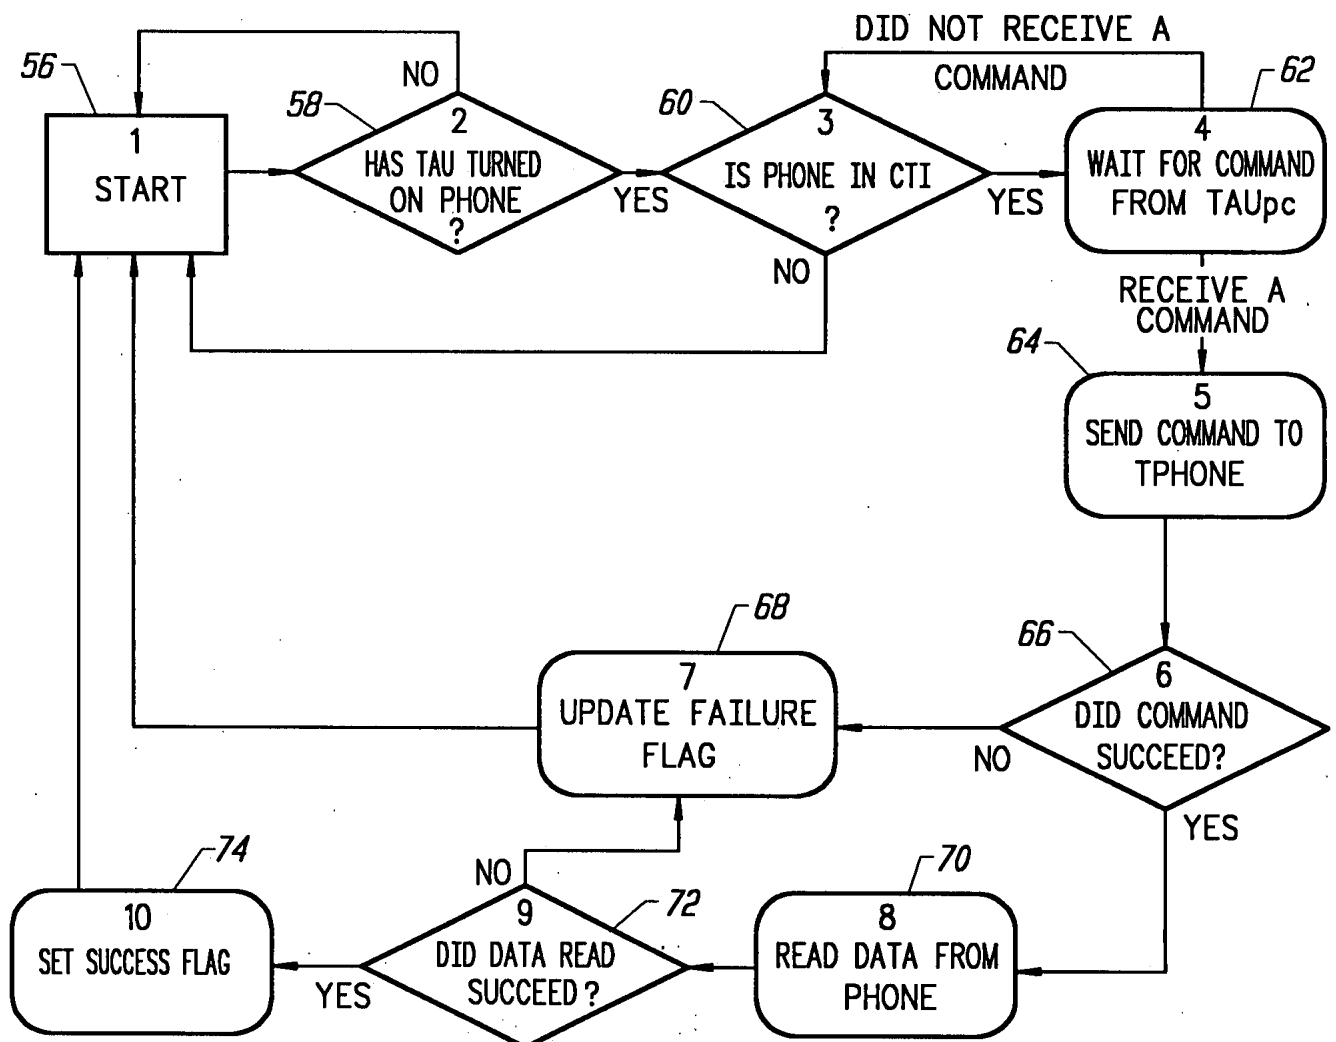 DID NOT RECEIVE A
COMMAND
56
NO
58
60
62
1
START
2
HAS TAU TURNED
ON PHONE
?
YES
3
IS PHONE IN CTI
?
YES
NO
4
WAIT FOR COMMAND
FROM TAUpc
RECEIVE A
COMMAND
64
5
SEND COMMAND TO
TPHONE
66
6
DID COMMAND
SUCCEED?
NO
YES
68
7
UPDATE FAILURE
FLAG
70
8
READ DATA FROM
PHONE
72
NO
9
DID DATA READ
SUCCEED?
YES
74
10
SET SUCCESS FLAG